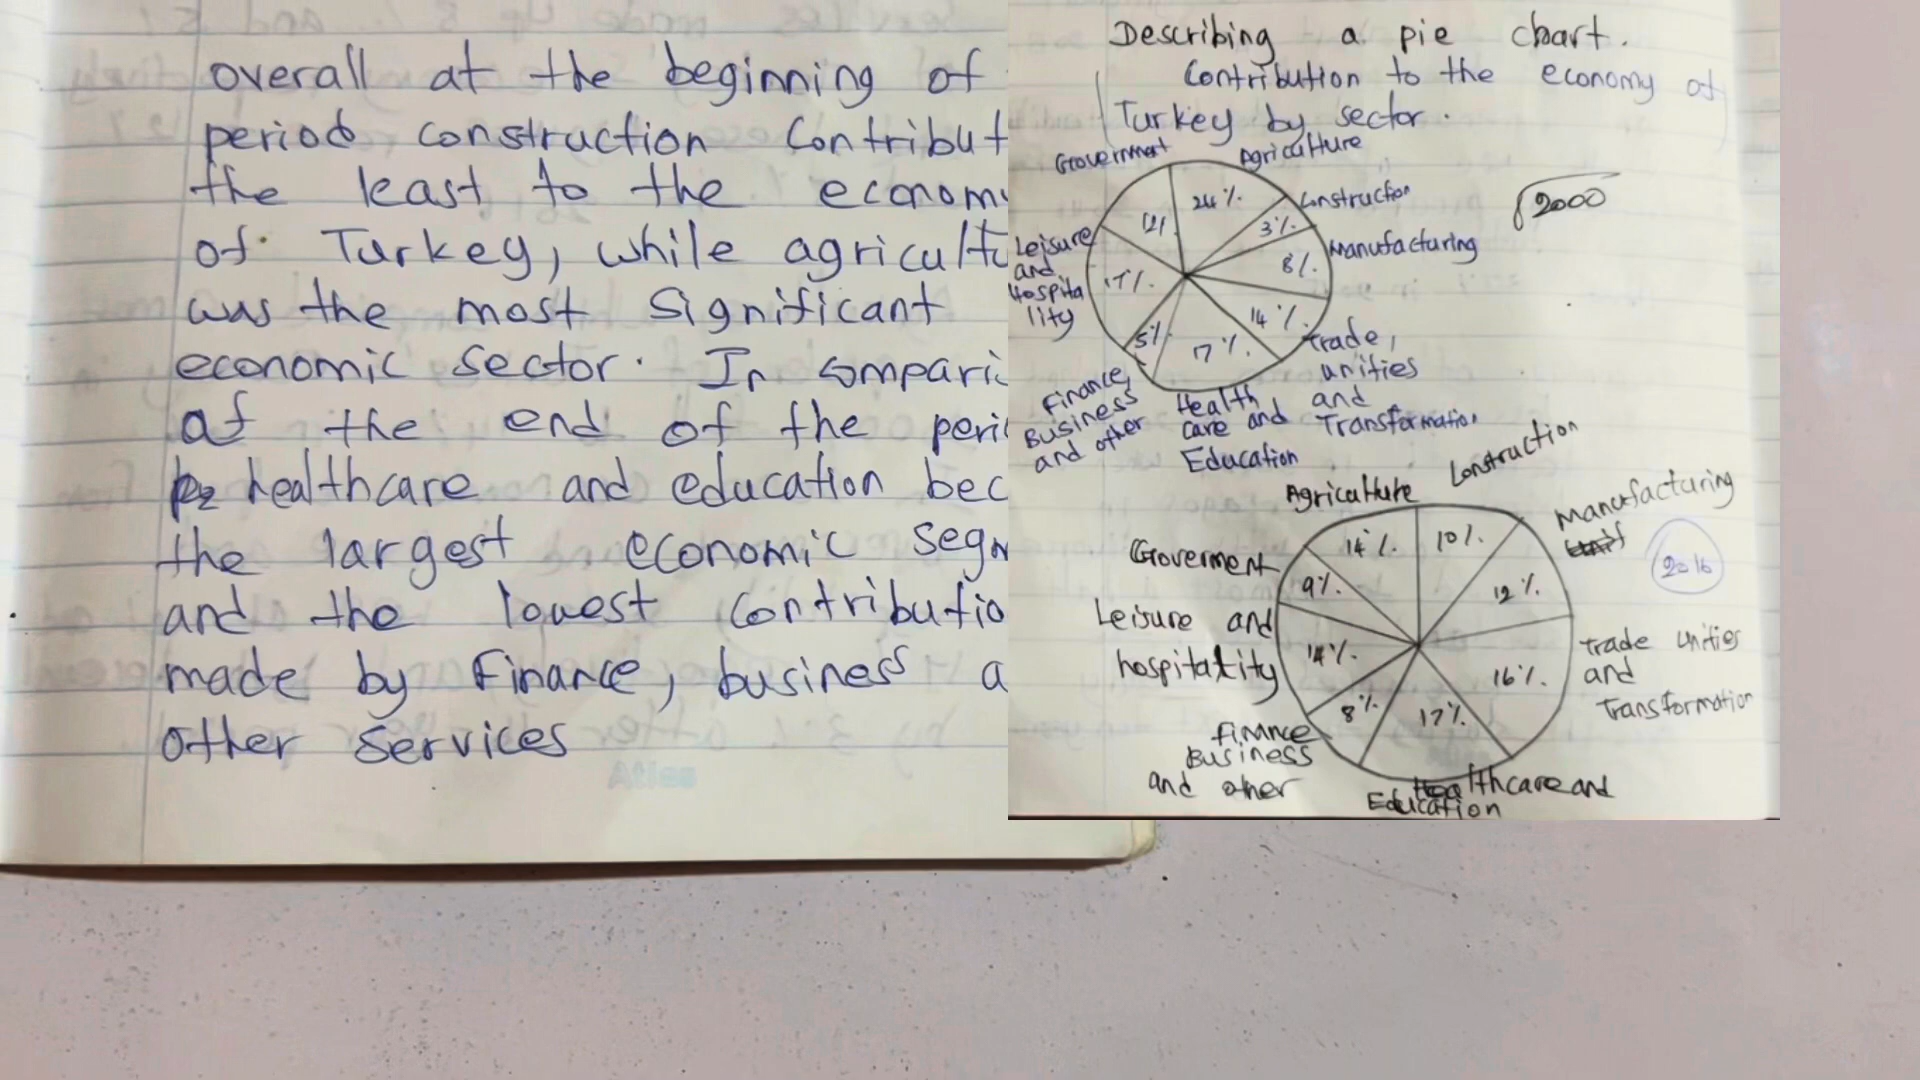 overall at the beginning of
period construction contribut
the least to the econom
of Turkey, while agricultu
was the most significant
economic sector. In compari
at the end of the peri
healthcare and education bec
the largest economic segm
and the lowest contributio
made by Finance, business a
other services
Describing a pie chart.
Contribution to the economy of
Turkey by sector.
Goverment
Agriculture
24%.
Construction
3%.
2000
Leisure
and
Hospita
lity
Manufacturing
8%.
17%.
14%.
5%.
17%.
Trade,
unities
and
Transformation
Finance,
Business
and other
Health
care and
Education
Construction
Agriculture
Manufacturing
14%.
10%.
Goverment
9%.
2016
12%.
Leisure and
hospitality
14%.
Trade unities
and
Transformation
16%.
8%.
17%.
Finance
Business
and other
Healthcare and
Education